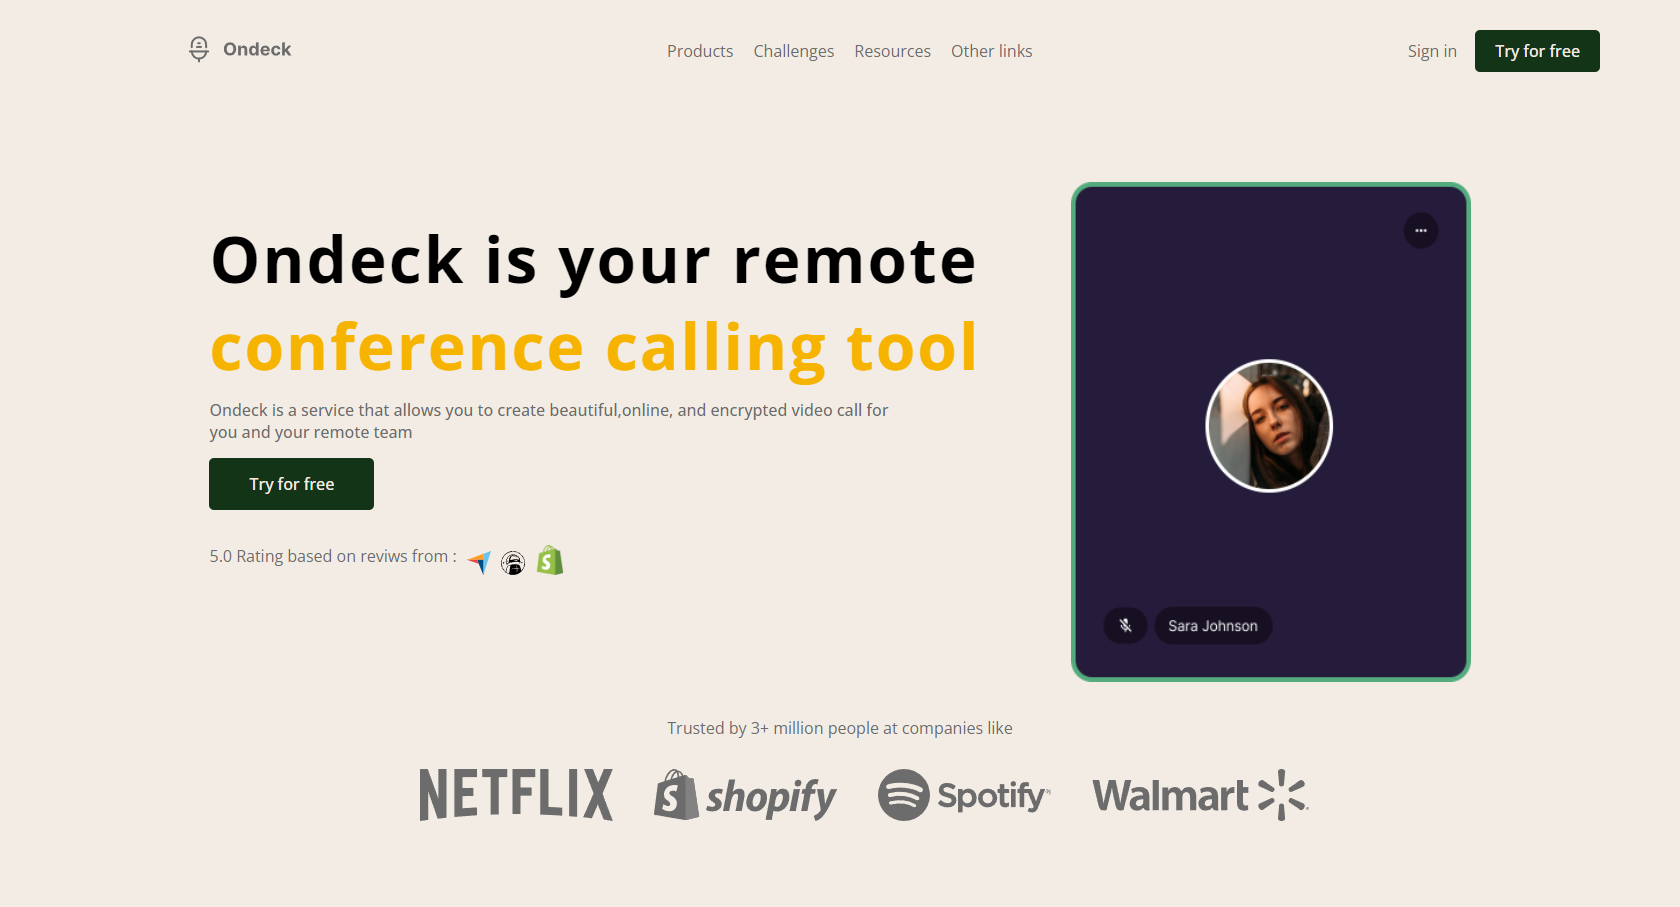 Ondeck
Products Challenges Resources Other links
Sign in
Try for free
Ondeck is your remote
conference calling tool
Ondeck is a service that allows you to create beautiful,online, and encrypted video call for
you and your remote team
Try for free
5.0 Rating based on reviws from :
Sara Johnson
Trusted by 3+ million people at companies like
NETFLIX shopify Spotify Walmart